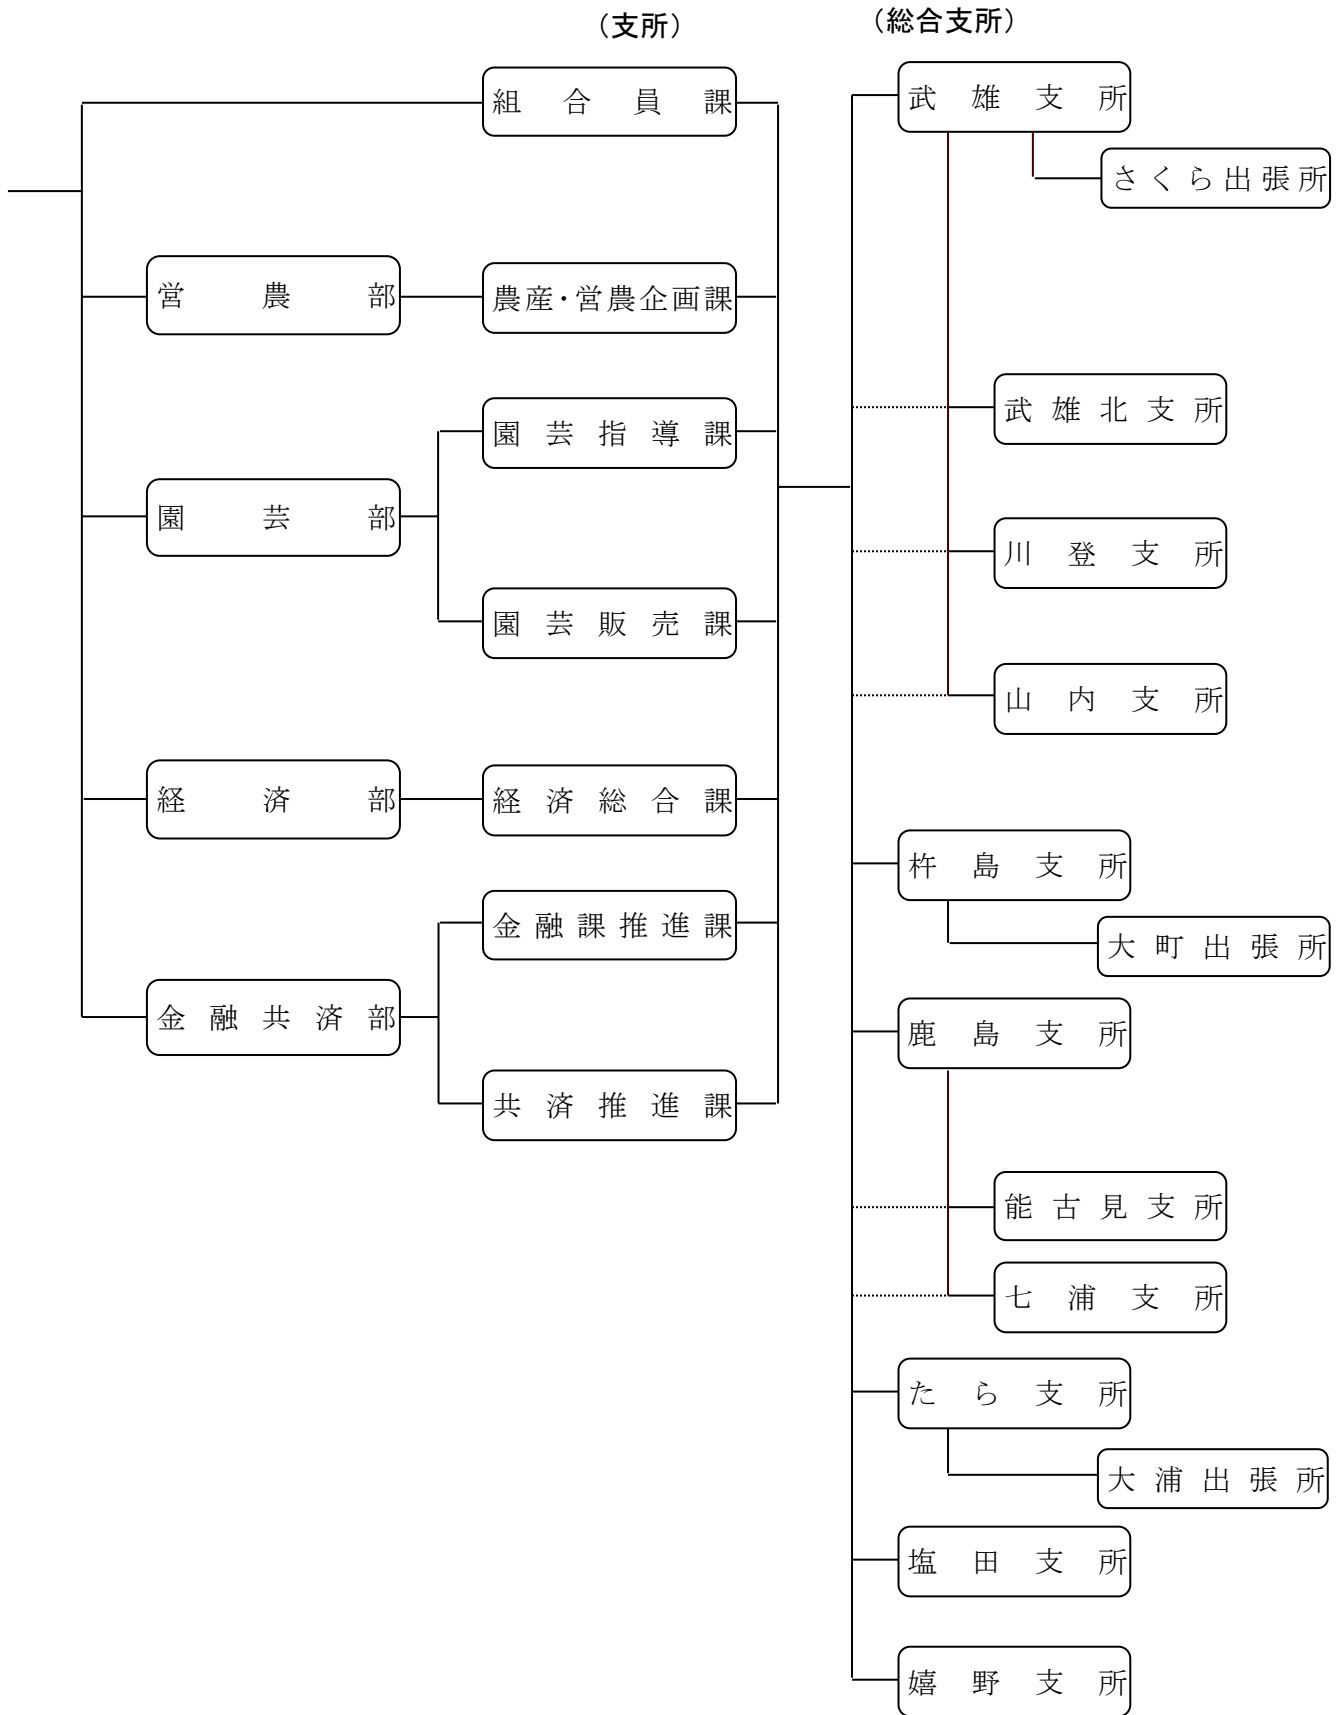 （支所）
（総合支所）
組合員課
営農部
農産・営農企画課
園芸指導課
園芸部
園芸販売課
経済部
経済総合課
金融課推進課
金融共済部
共済推進課
武雄支所
さくら出張所
武雄北支所
川登支所
山内支所
杵島支所
大町出張所
鹿島支所
能古見支所
七浦支所
たら支所
大浦出張所
塩田支所
嬉野支所